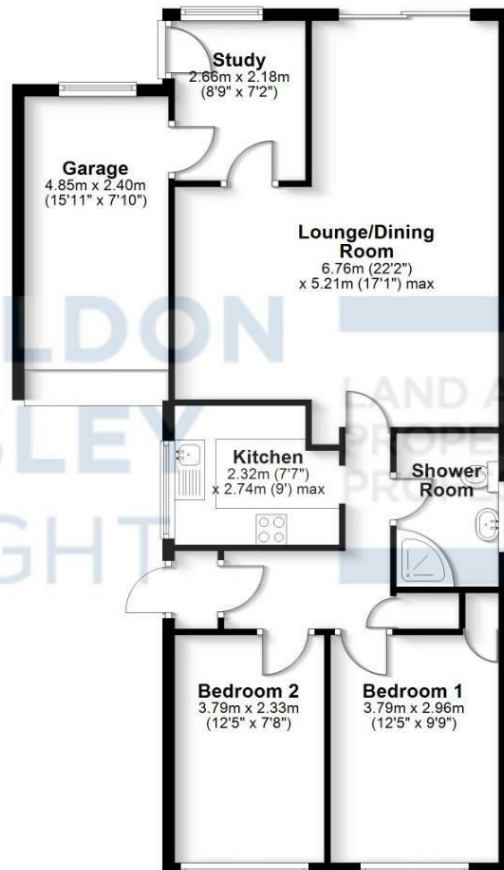 Study
2.66m x 2.18m
(8'9" x 7'2")
Garage
4.85m x 2.40m
(15'11" x 7'10")
Lounge/Dining
Room
6.76m (22'2")
x 5.21m (17'1") max
LDON
LEY
GHT
LAND A
PROPE
PRO
Kitchen
2.32m (7'7")
x 2.74m (9') max
Shower
Room
Bedroom 2
3.79m x 2.33m
(12'5" x 7'8")
Bedroom 1
3.79m x 2.96m
(12'5" x 9'9")